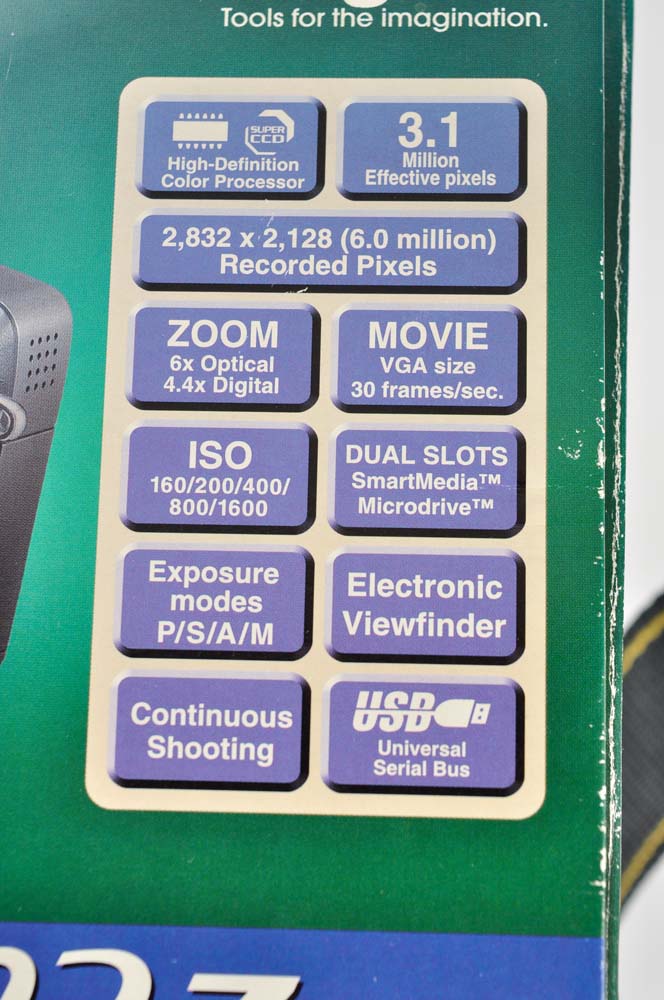 Tools for the imagination.
SUPER
CCD
High-Definition
Color Processor
3.1
Million
Effective pixels
2,832 x 2,128 (6.0 million)
Recorded Pixels
ZOOM
6x Optical
4.4x Digital
MOVIE
VGA size
30 frames/sec.
ISO
160/200/400/
800/1600
DUAL SLOTS
SmartMedia™
Microdrive™
Exposure
modes
P/S/A/M
Electronic
Viewfinder
Continuous
Shooting
USB
Universal
Serial Bus